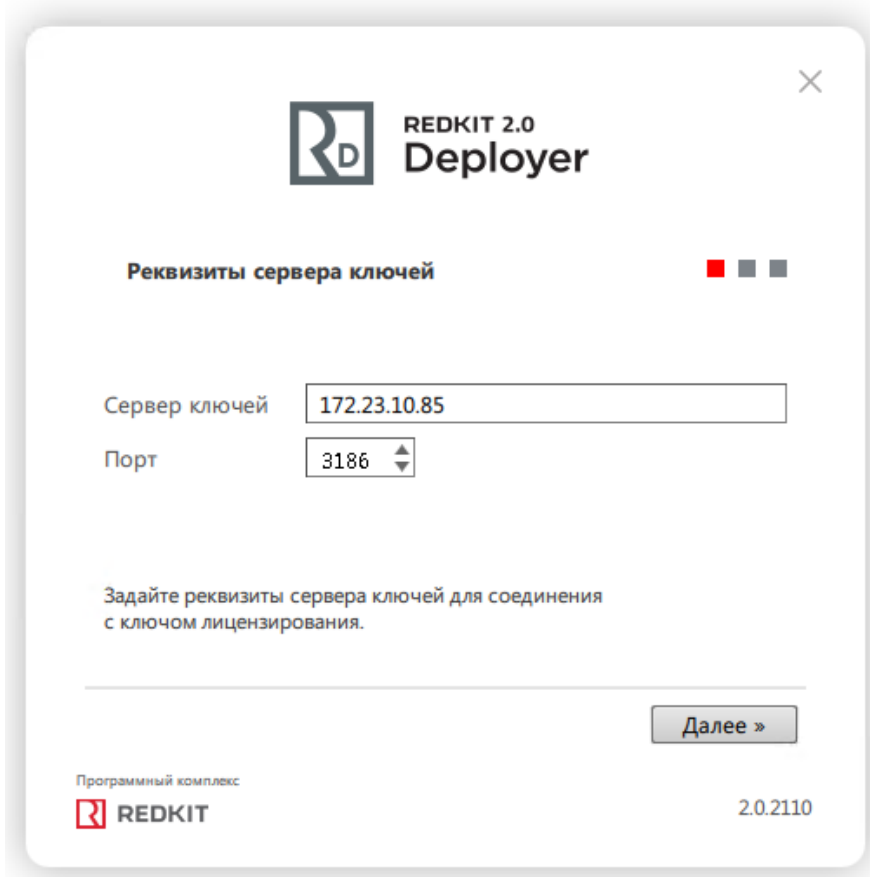 REDKIT 2.0
RD Deployer
Реквизиты сервера ключей
Сервер ключей 172.23.10.85
Порт 3186
Задайте реквизиты сервера ключей для соединения
с ключом лицензирования.
Далее »
Программный комплекс
REDKIT
2.0.2110